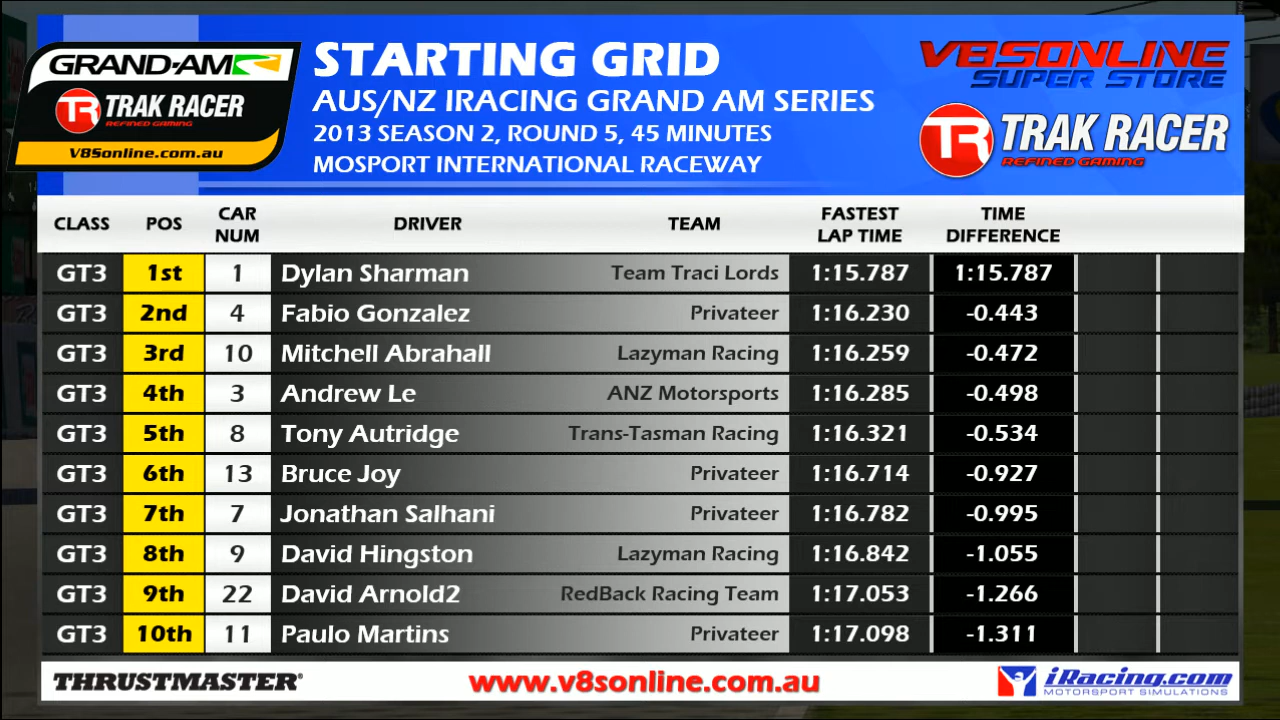 GRAND-AM
TR TRAK RACER
REFINED GAMING
V8Sonline.com.au
STARTING GRID
AUS/NZ IRACING GRAND AM SERIES
2013 SEASON 2, ROUND 5, 45 MINUTES
MOSPORT INTERNATIONAL RACEWAY
V8SONLINE
SUPER STORE
TR TRAK RACER
REFINED GAMING
CLASS POS CAR NUM DRIVER TEAM FASTEST LAP TIME TIME DIFFERENCE
GT3 1st 1 Dylan Sharman Team Traci Lords 1:15.787 1:15.787
GT3 2nd 4 Fabio Gonzalez Privateer 1:16.230 -0.443
GT3 3rd 10 Mitchell Abrahall Lazyman Racing 1:16.259 -0.472
GT3 4th 3 Andrew Le ANZ Motorsports 1:16.285 -0.498
GT3 5th 8 Tony Autridge Trans-Tasman Racing 1:16.321 -0.534
GT3 6th 13 Bruce Joy Privateer 1:16.714 -0.927
GT3 7th 7 Jonathan Salhani Privateer 1:16.782 -0.995
GT3 8th 9 David Hingston Lazyman Racing 1:16.842 -1.055
GT3 9th 22 David Arnold2 RedBack Racing Team 1:17.053 -1.266
GT3 10th 11 Paulo Martins Privateer 1:17.098 -1.311
THRUSTMASTER® www.v8sonline.com.au iRacing.com
MOTORSPORT SIMULATIONS